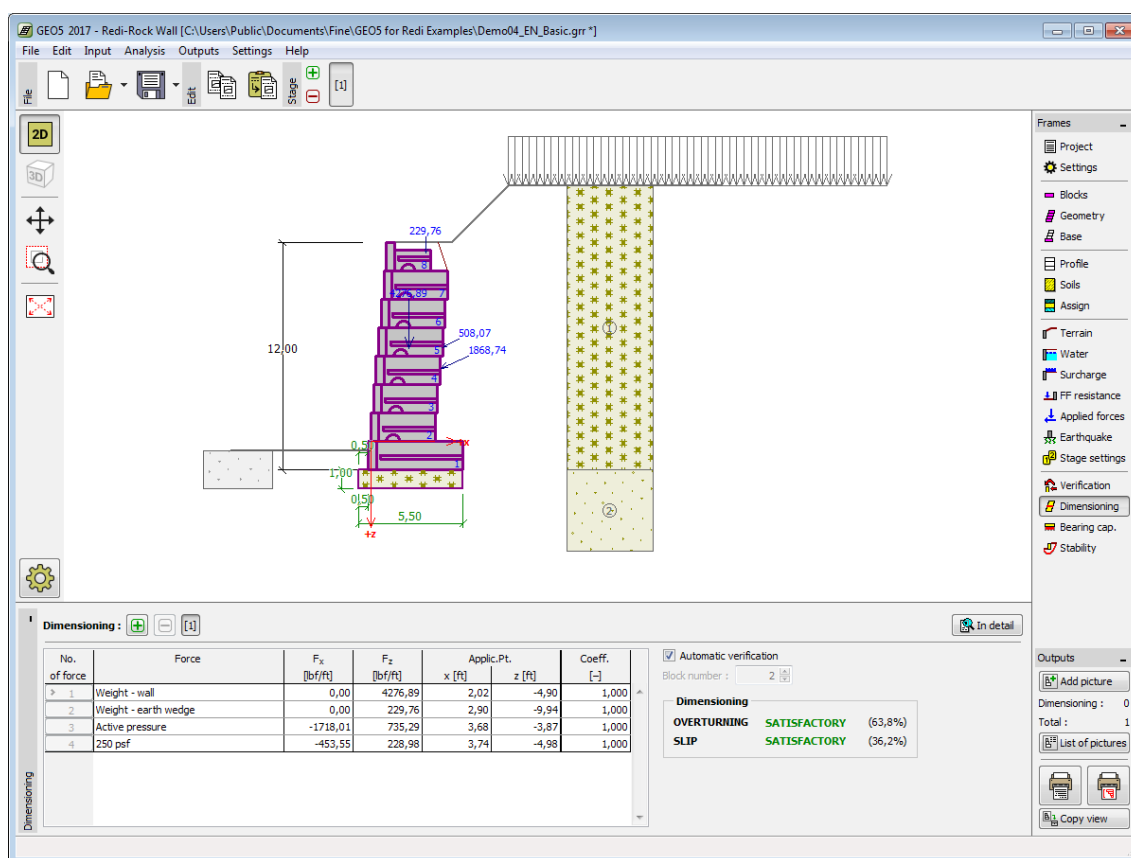 GEO5 2017 - Redi-Rock Wall [C:\Users\Public\Documents\Fine\GEO5 for Redi Examples\Demo04_EN_Basic.grr *]
File Edit Input Analysis Outputs Settings Help
File
Edit
Stage
[1]
2D
3D
229,76
8
7
6
508,07
5
1868,74
4
12,00
3
2
+x
0,50
1
1,00
0,50
5,50
+z
1
2
Frames
Project
Settings
Blocks
Geometry
Base
Profile
Soils
Assign
Terrain
Water
Surcharge
FF resistance
Applied forces
Earthquake
Stage settings
Verification
Dimensioning
Bearing cap.
Stability
Outputs
Add picture
Dimensioning : 0
Total : 1
List of pictures
Copy view
Dimensioning
Dimensioning : [1]
In detail
No. of force Force Fx [lbf/ft] Fz [lbf/ft] Applic.Pt. x [ft] z [ft] Coeff. [–]
1 Weight - wall 0,00 4276,89 2,02 -4,90 1,000
2 Weight - earth wedge 0,00 229,76 2,90 -9,94 1,000
3 Active pressure -1718,01 735,29 3,68 -3,87 1,000
4 250 psf -453,55 228,98 3,74 -4,98 1,000
Automatic verification
Block number : 2
Dimensioning
OVERTURNING SATISFACTORY (63,8%)
SLIP SATISFACTORY (36,2%)